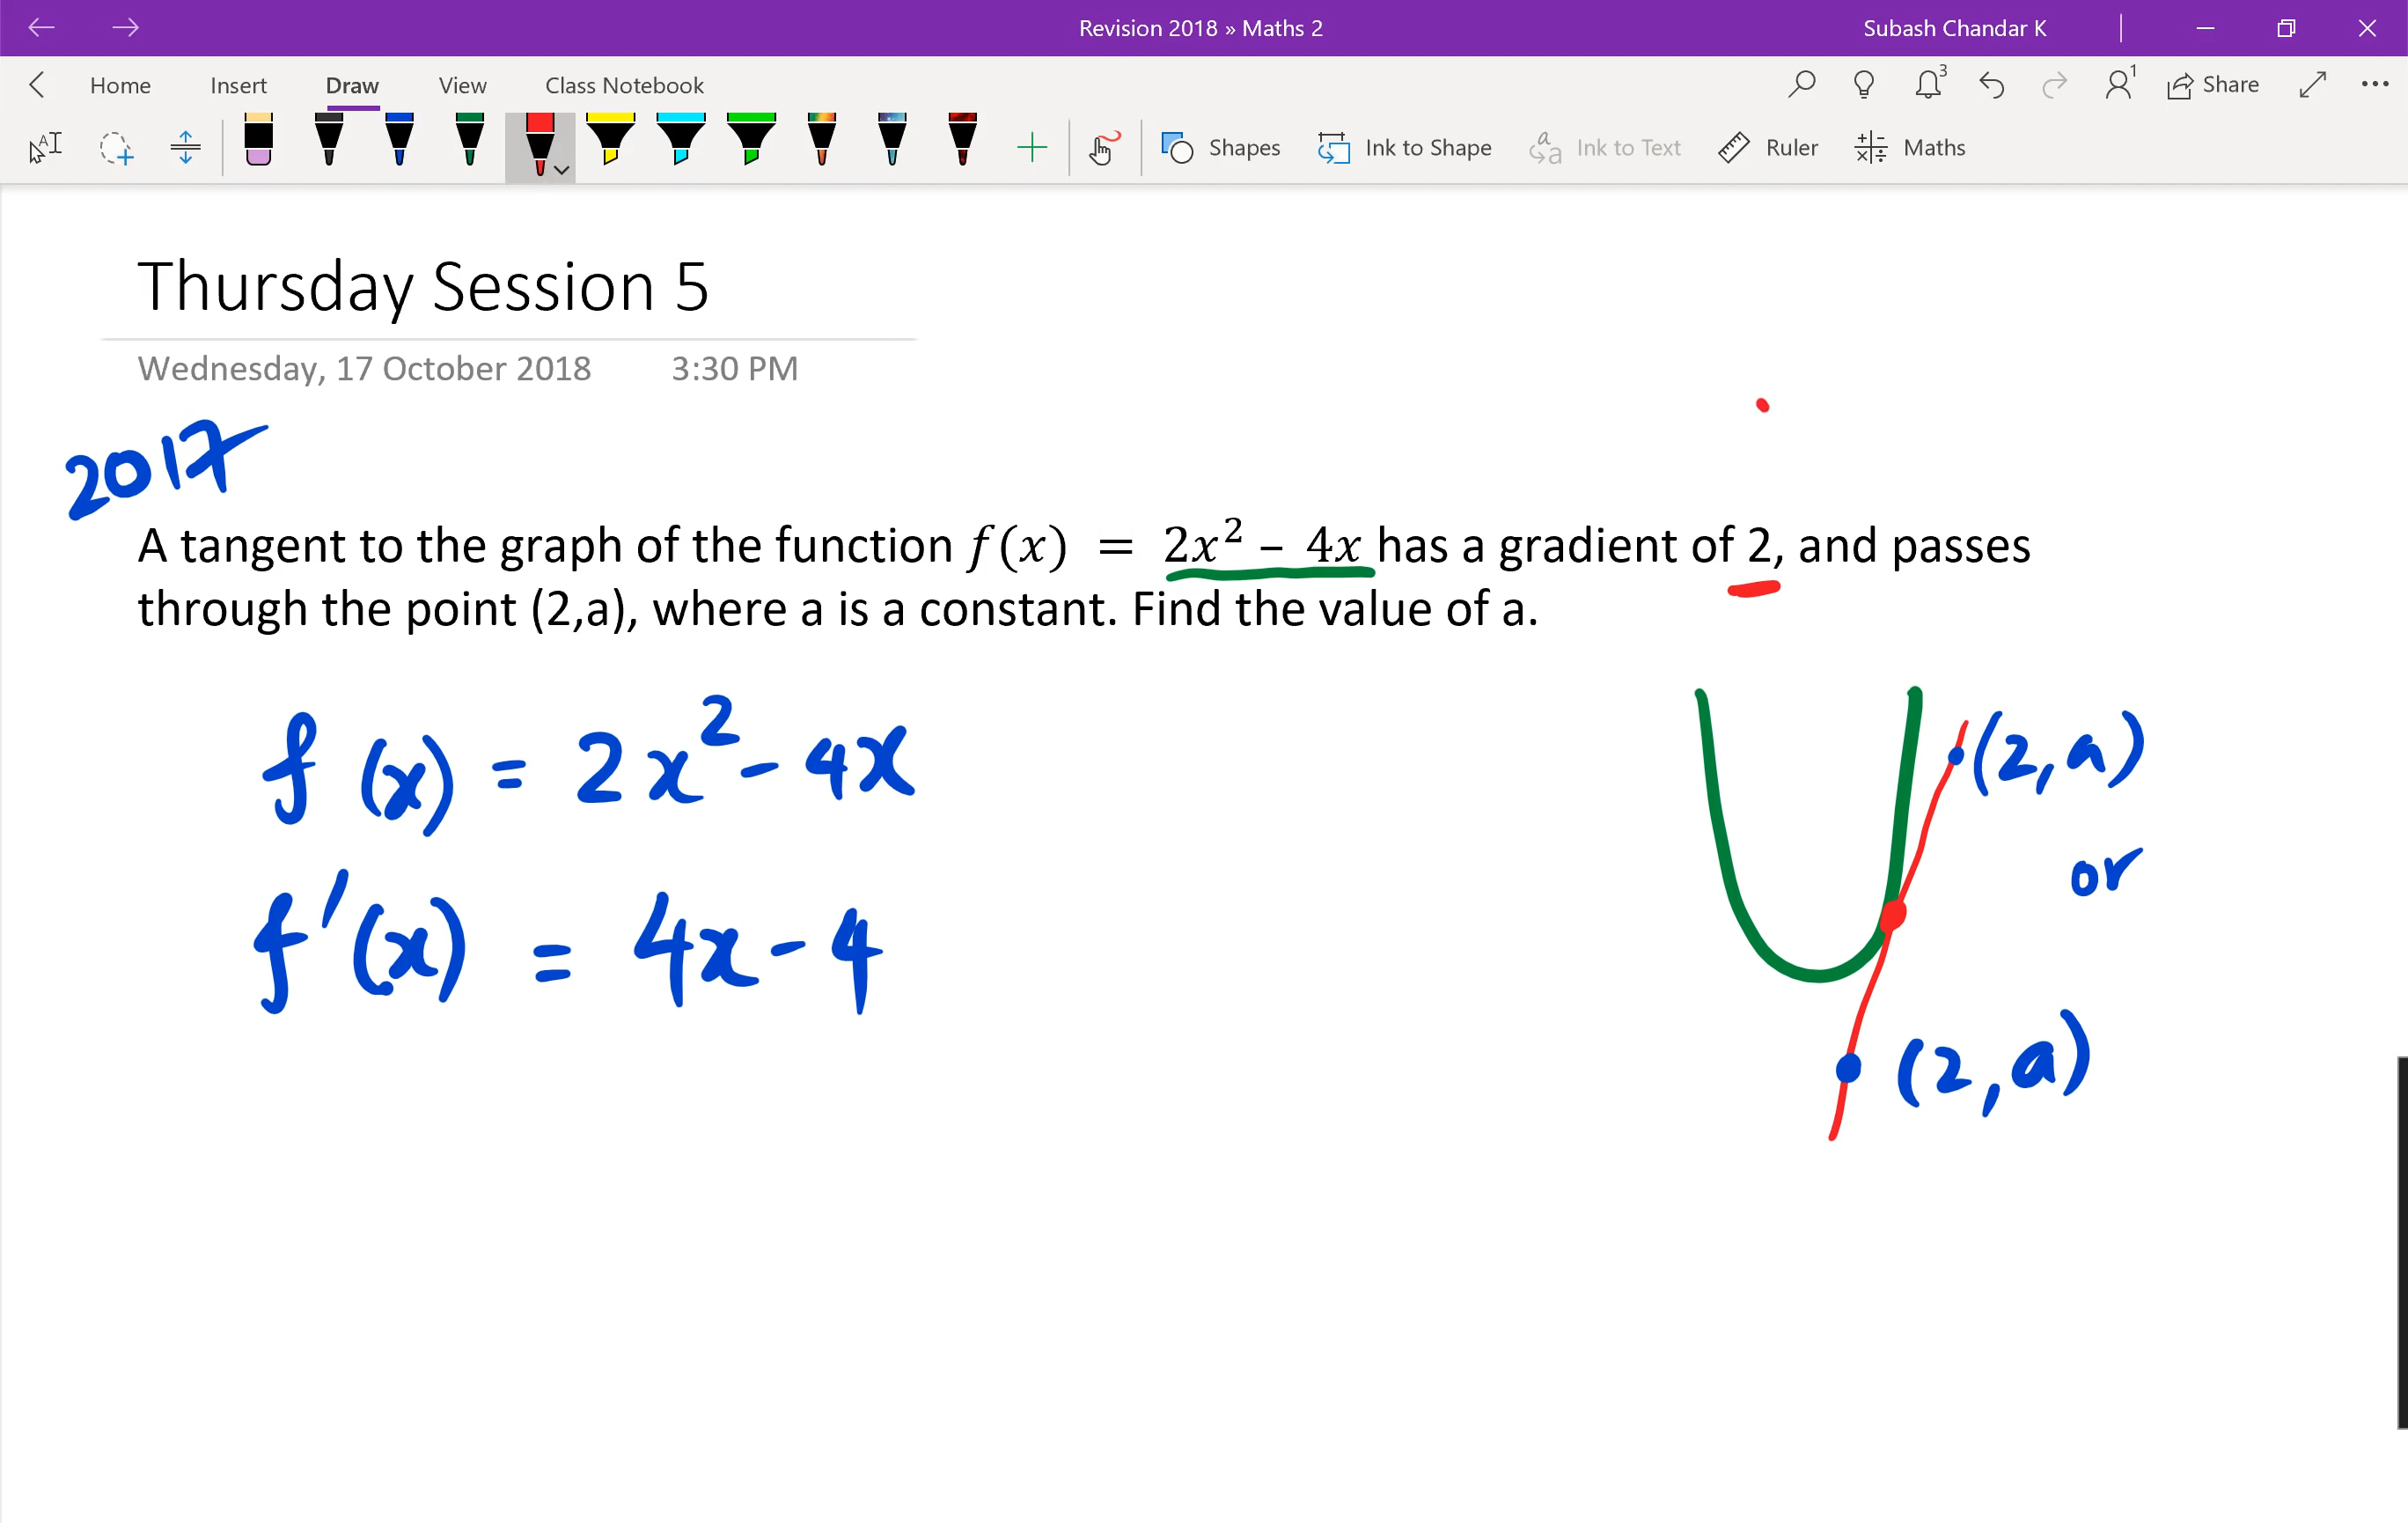 Revision 2018 » Maths 2
Subash Chandar K
Home Insert Draw View Class Notebook
3
1
Share
Shapes Ink to Shape Ink to Text Ruler Maths
Thursday Session 5
Wednesday, 17 October 2018 3:30 PM
2017
A tangent to the graph of the function f(x) = 2x² – 4x has a gradient of 2, and passes
through the point (2,a), where a is a constant. Find the value of a.
f(x) = 2x² - 4x
f'(x) = 4x - 4
(2, a)
or
(2, a)